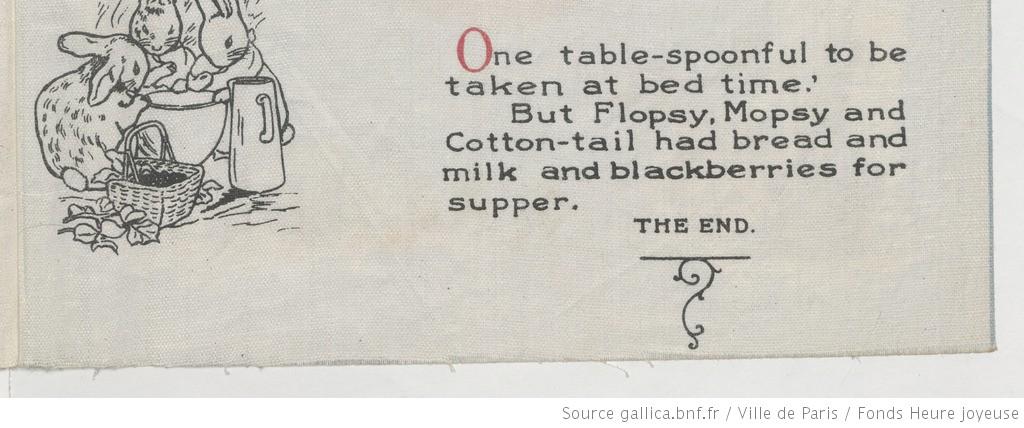 One table-spoonful to be
taken at bed time.'
But Flopsy, Mopsy and
Cotton-tail had bread and
milk and blackberries for
supper.
THE END.
Source gallica.bnf.fr / Ville de Paris / Fonds Heure joyeuse